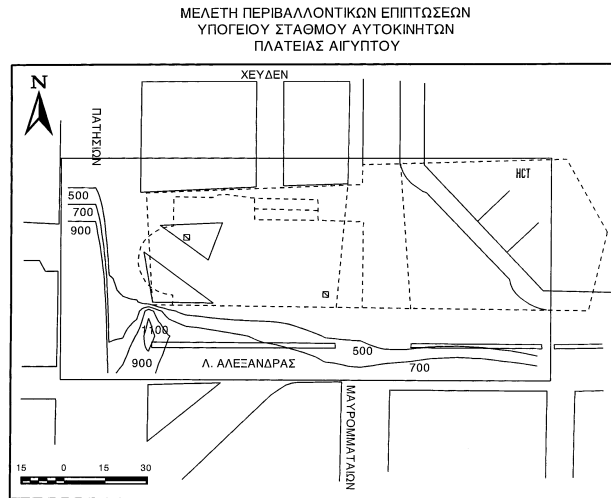 ΜΕΛΕΤΗ ΠΕΡΙΒΑΛΛΟΝΤΙΚΩΝ ΕΠΙΠΤΩΣΕΩΝ
ΥΠΟΓΕΙΟΥ ΣΤΑΘΜΟΥ ΑΥΤΟΚΙΝΗΤΩΝ
ΠΛΑΤΕΙΑΣ ΑΙΓΥΠΤΟΥ
ΧΕΥΔΕΝ
N
ΠΑΤΗΣΙΩΝ
ΗΣΤ
500
700
900
1100
500
900
Λ. ΑΛΕΞΑΝΔΡΑΣ
700
ΜΑΥΡΟΜΜΑΤΑΙΩΝ
15 0 15 30